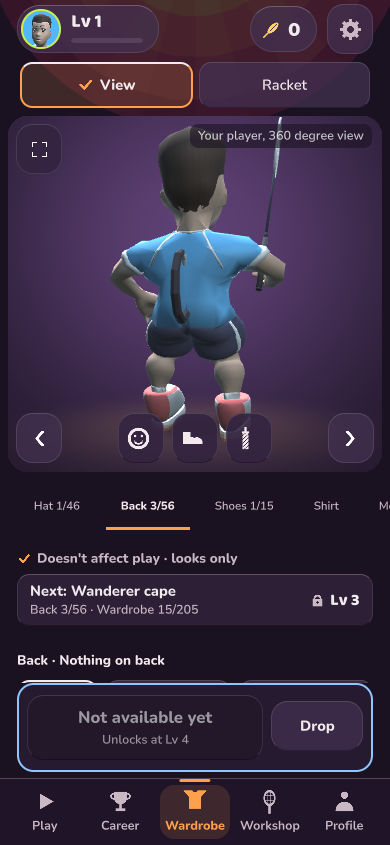 Lv 1
0
View
Racket
Your player, 360 degree view
Hat 1/46
Back 3/56
Shoes 1/15
Shirt
Doesn't affect play · looks only
Next: Wanderer cape
Back 3/56 · Wardrobe 15/205
Lv 3
Back · Nothing on back
Not available yet
Unlocks at Lv 4
Drop
Play
Career
Wardrobe
Workshop
Profile